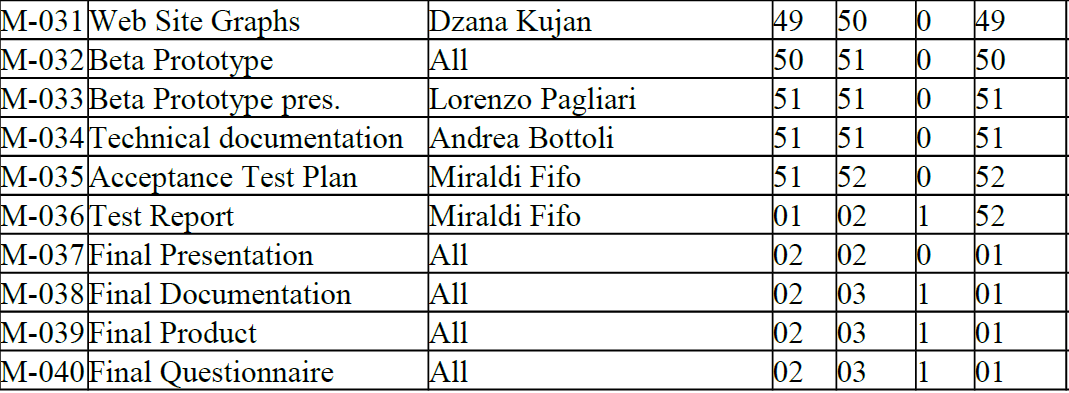 M-031 Web Site Graphs Dzana Kujan 49 50 0 49
M-032 Beta Prototype All 50 51 0 50
M-033 Beta Prototype pres. Lorenzo Pagliari 51 51 0 51
M-034 Technical documentation Andrea Bottoli 51 51 0 51
M-035 Acceptance Test Plan Miraldi Fifo 51 52 0 52
M-036 Test Report Miraldi Fifo 01 02 1 52
M-037 Final Presentation All 02 02 0 01
M-038 Final Documentation All 02 03 1 01
M-039 Final Product All 02 03 1 01
M-040 Final Questionnaire All 02 03 1 01